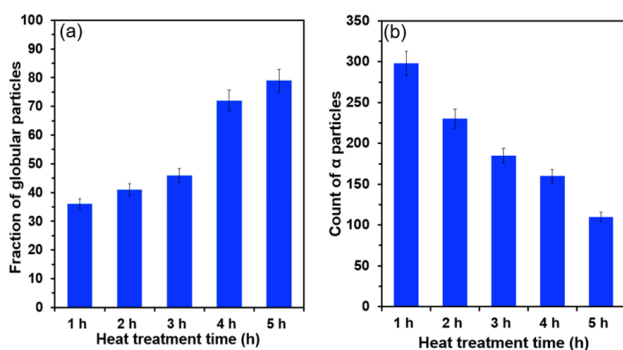 (a)
Fraction of globular particles
100
90
80
70
60
50
40
30
20
10
0
1 h 2 h 3 h 4 h 5 h
Heat treatment time (h)
(b)
Count of α particles
350
300
250
200
150
100
50
0
1 h 2 h 3 h 4 h 5 h
Heat treatment time (h)